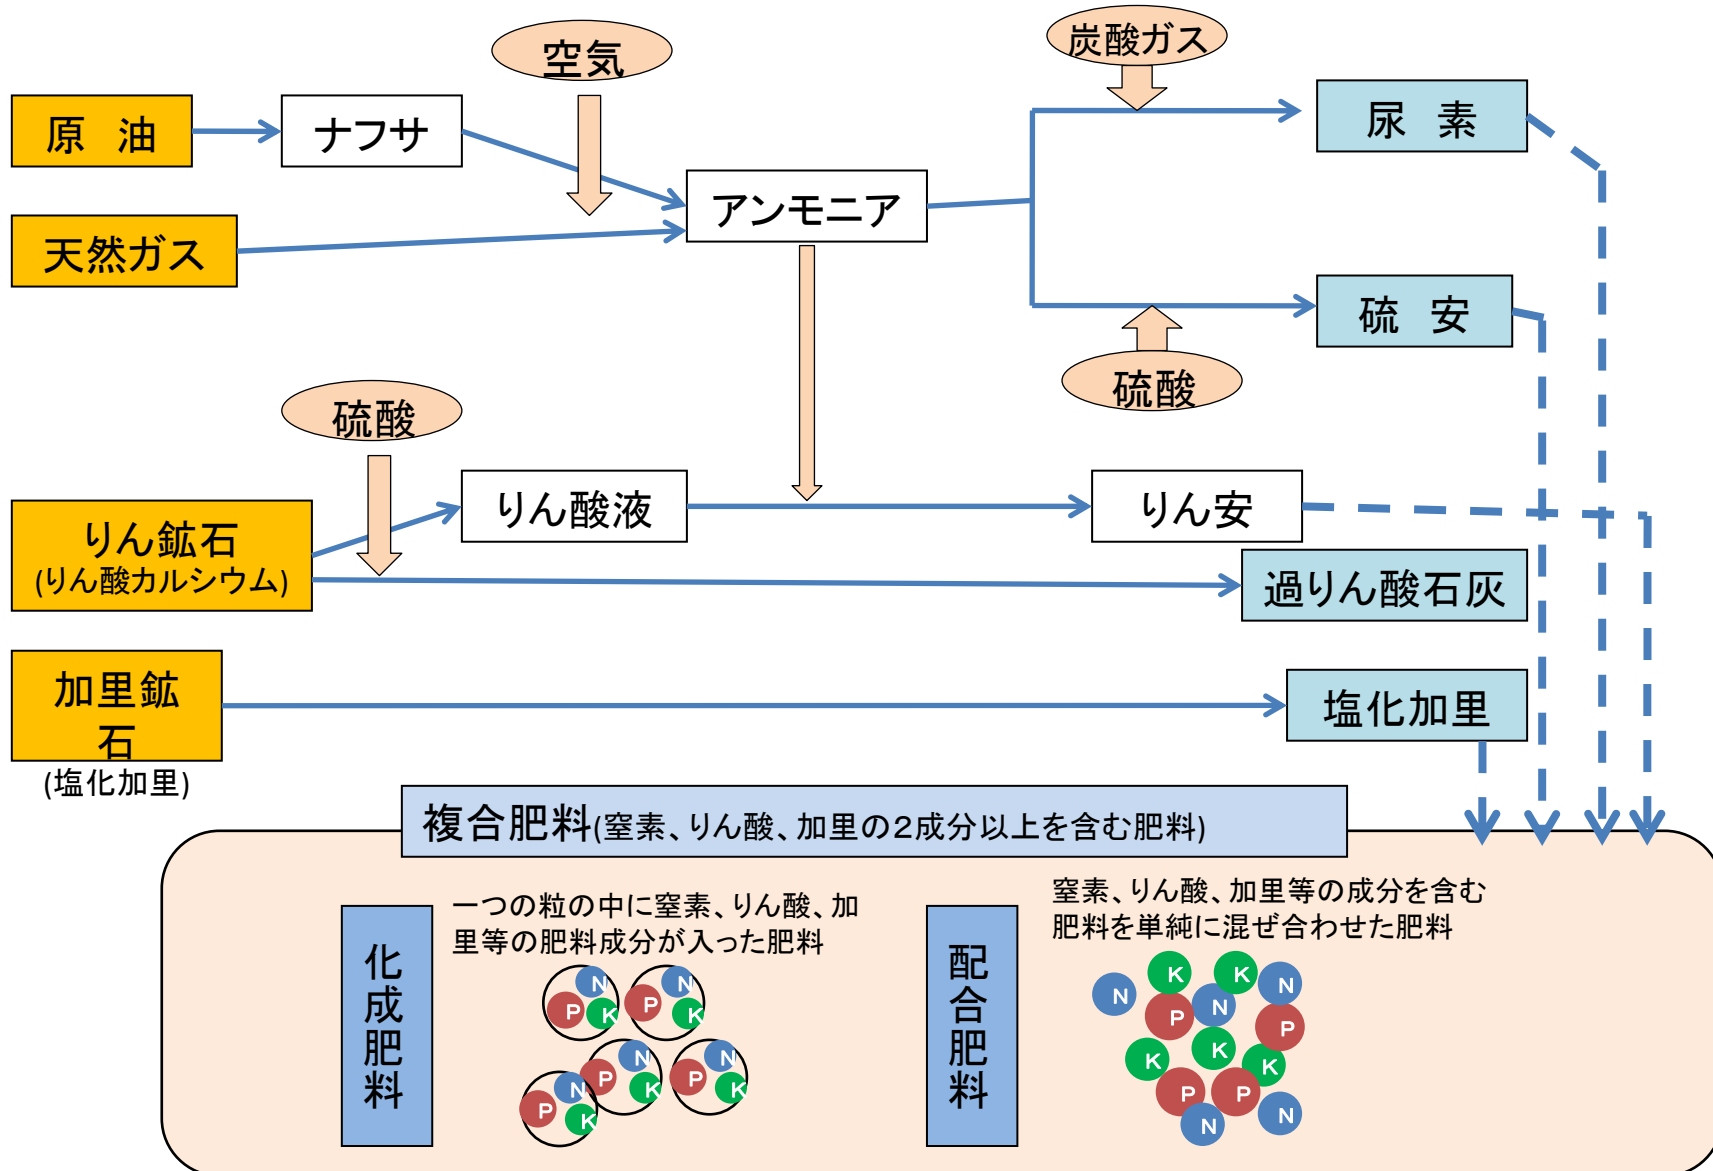 空気
炭酸ガス
原　油
ナフサ
尿　素
アンモニア
天然ガス
硫　安
硫酸
硫酸
りん鉱石
(りん酸カルシウム)
りん酸液
りん安
過りん酸石灰
加里鉱
石
(塩化加里)
塩化加里
複合肥料(窒素、りん酸、加里の２成分以上を含む肥料)
化成肥料
一つの粒の中に窒素、りん酸、加
里等の肥料成分が入った肥料
N
P
K
N
P
K
N
P
K
N
P
K
N
P
K
配合肥料
窒素、りん酸、加里等の成分を含む
肥料を単純に混ぜ合わせた肥料
K
K
N
N
N
P
P
K
K
K
P
P
N
N